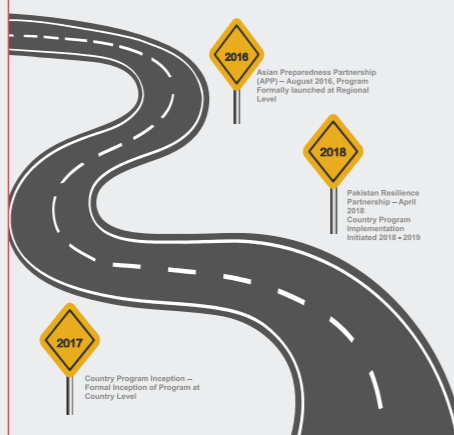 2016
Asian Preparedness Partnership
(APP) – August 2016, Program
Formally launched at Regional
Level
2018
Pakistan Resilience
Partnership – April
2018
Country Program
Implementation
Initiated 2018 - 2019
2017
Country Program Inception –
Formal Inception of Program at
Country Level